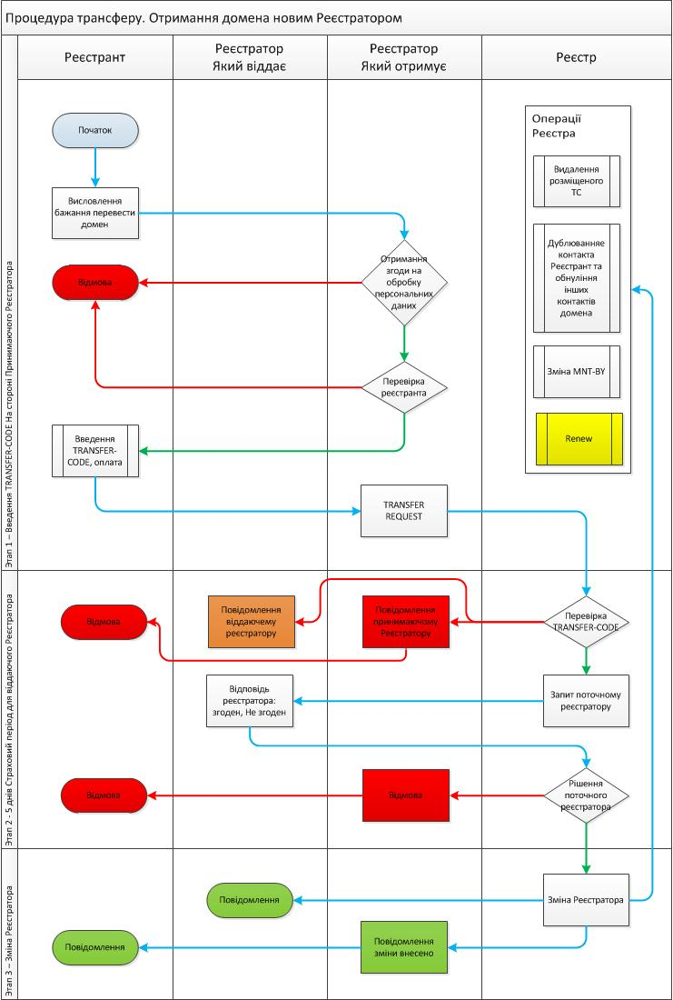 Процедура трансферу. Отримання домена новим Реєстратором
Реєстрант
Реєстратор
Який віддає
Реєстратор
Який отримує
Реєстр
Етап 1 – Введення TRANSFER-CODE На стороні Принимаючого Реєстратора
Початок
Висловлення
бажання перевести
домен
Відмова
Отримання
згоди на
обробку
персональних
даних
Перевірка
реєстранта
Введення
TRANSFER-
CODE, оплата
TRANSFER
REQUEST
Операції
Реєстра
Видалення
розміщеного
ТС
Дублюванняе
контакта
Реєстрант та
обнуління
інших
контактів
домена
Зміна MNT-BY
Renew
Етап 2 - 5 днів Страховий період для віддаючого Реєстратора
Відмова
Повідомлення
віддаючему
реєстратору
Повідомлення
принимаючому
Реєстратору
Перевірка
TRANSFER-CODE
Відповідь
реєстратора:
згоден, Не згоден
Запит поточному
реєстратору
Відмова
Відмова
Рішення
поточного
реєстратора
Етап 3 – Зміна Реєстратора
Повідомлення
Зміна Реєстратора
Повідомлення
Повідомлення
зміни внесено